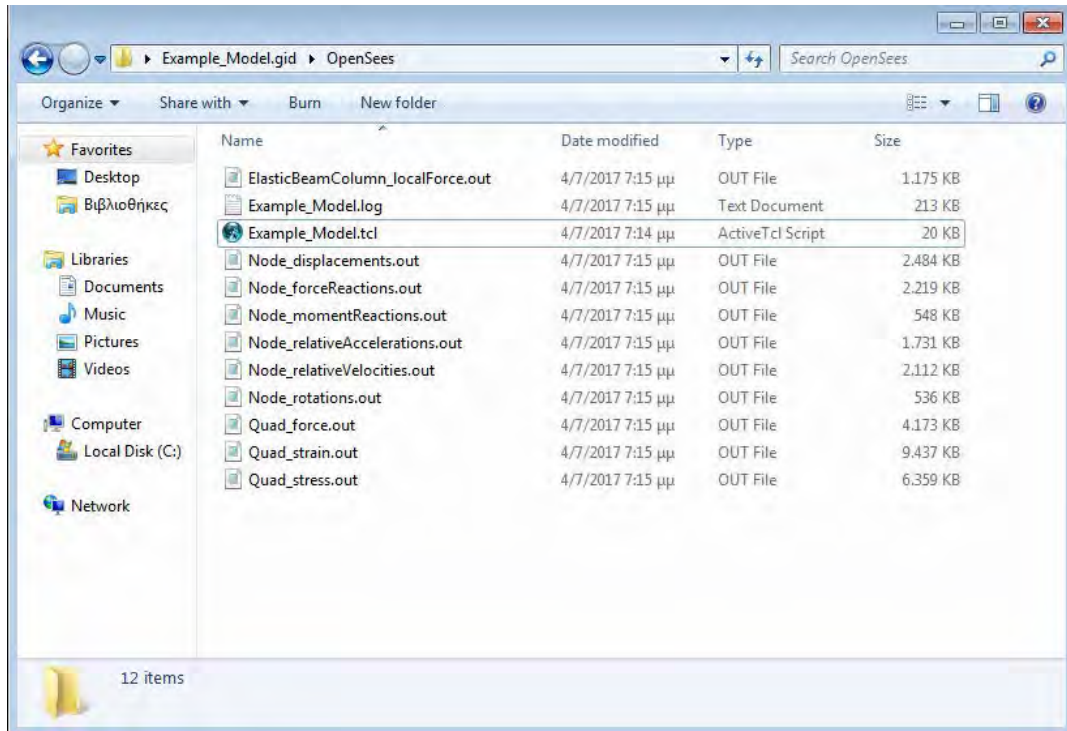 Example_Model.gid ▸ OpenSees
Search OpenSees
Organize Share with Burn New folder
Name Date modified Type Size
Favorites
Desktop
Βιβλιοθήκες
Libraries
Documents
Music
Pictures
Videos
Computer
Local Disk (C:)
Network
ElasticBeamColumn_localForce.out 4/7/2017 7:15 μμ OUT File 1.175 KB
Example_Model.log 4/7/2017 7:15 μμ Text Document 213 KB
Example_Model.tcl 4/7/2017 7:14 μμ ActiveTcl Script 20 KB
Node_displacements.out 4/7/2017 7:15 μμ OUT File 2.484 KB
Node_forceReactions.out 4/7/2017 7:15 μμ OUT File 2.219 KB
Node_momentReactions.out 4/7/2017 7:15 μμ OUT File 548 KB
Node_relativeAccelerations.out 4/7/2017 7:15 μμ OUT File 1.731 KB
Node_relativeVelocities.out 4/7/2017 7:15 μμ OUT File 2.112 KB
Node_rotations.out 4/7/2017 7:15 μμ OUT File 536 KB
Quad_force.out 4/7/2017 7:15 μμ OUT File 4.173 KB
Quad_strain.out 4/7/2017 7:15 μμ OUT File 9.437 KB
Quad_stress.out 4/7/2017 7:15 μμ OUT File 6.359 KB
12 items